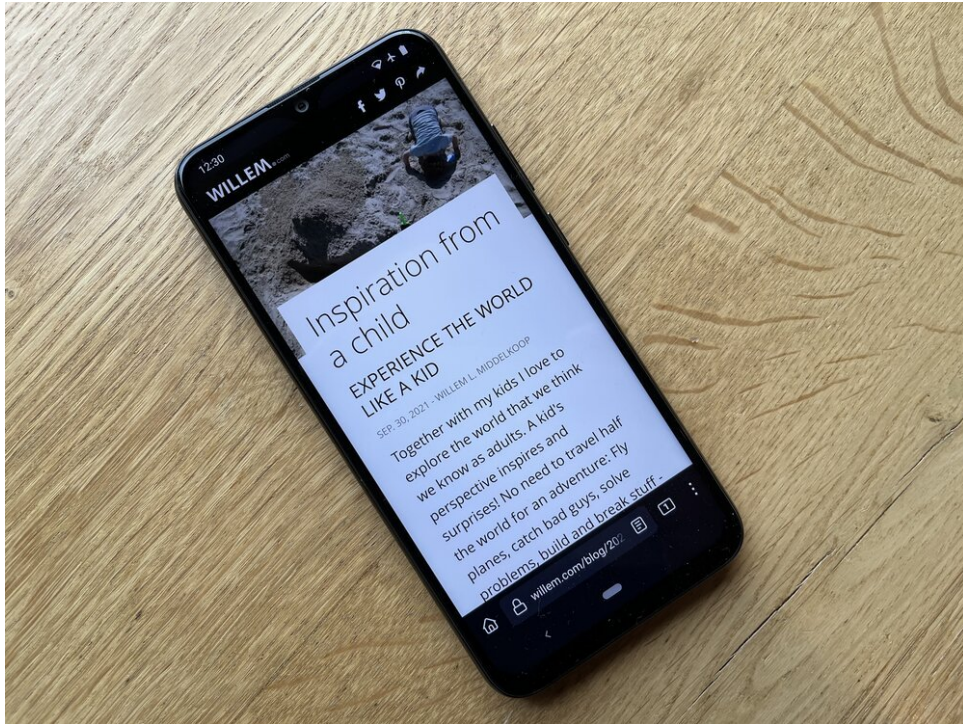 12:30
WILLEM.com
Inspiration from
a child
EXPERIENCE THE WORLD
LIKE A KID
SEP. 30, 2021 - WILLEM L. MIDDELKOOP
Together with my kids I love to
explore the world that we think
we know as adults. A kid's
perspective inspires and
surprises! No need to travel half
the world for an adventure: Fly
planes, catch bad guys, solve
problems, build and break stuff -
willem.com/blog/202
1